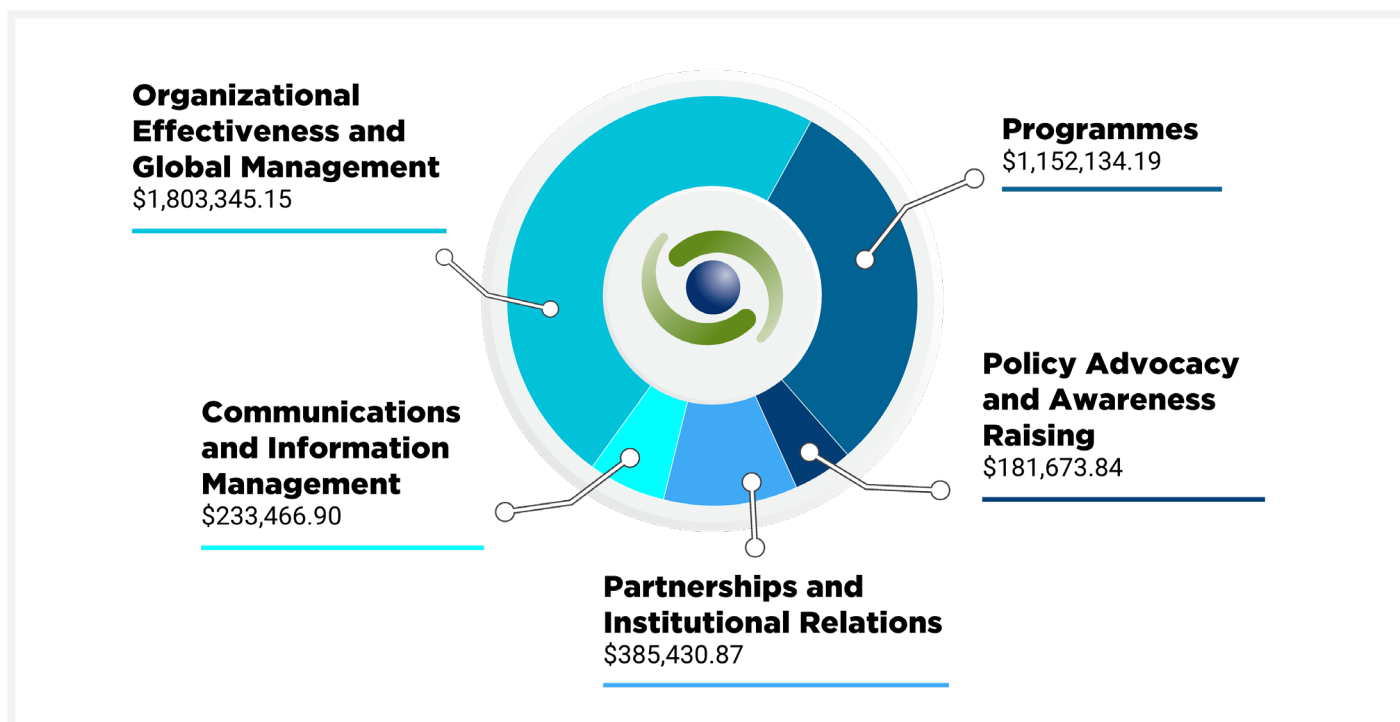 Organizational
Effectiveness and
Global Management
$1,803,345.15
Programmes
$1,152,134.19
Policy Advocacy
and Awareness
Raising
$181,673.84
Communications
and Information
Management
$233,466.90
Partnerships and
Institutional Relations
$385,430.87